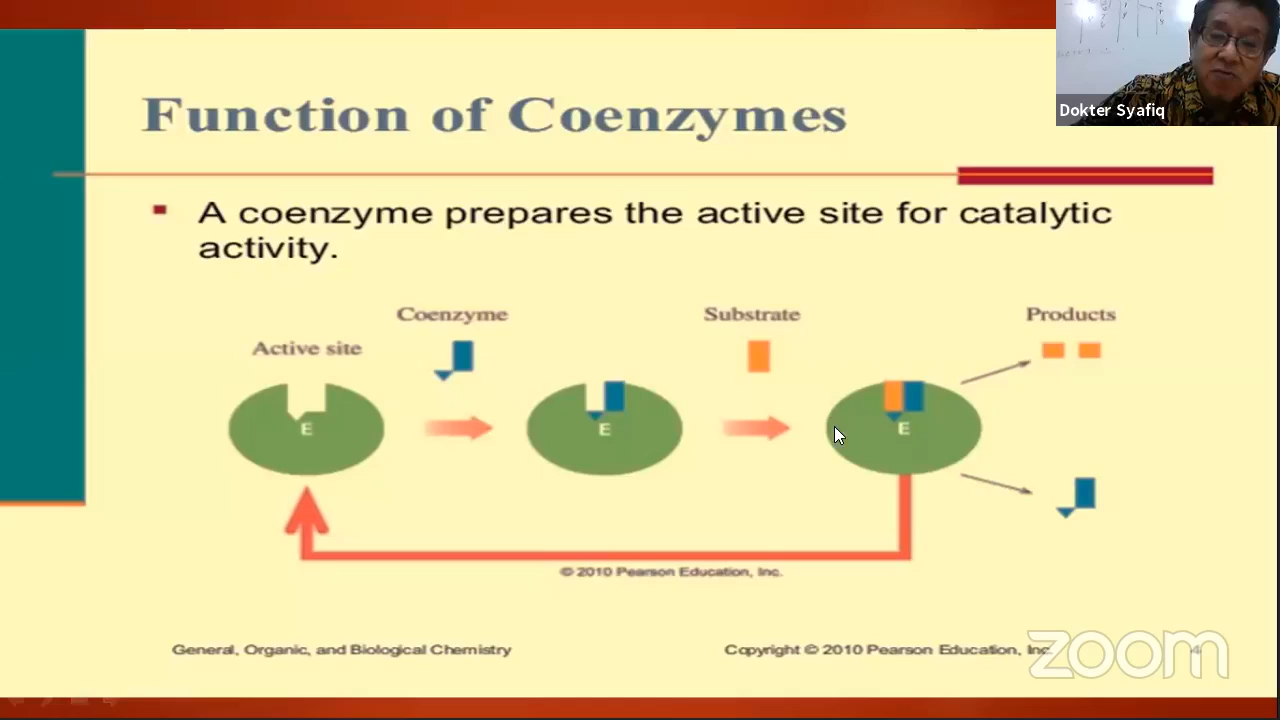 Function of Coenzymes
Dokter Syafiq
A coenzyme prepares the active site for catalytic
activity.
Coenzyme
Substrate
Products
Active site
E
E
E
© 2010 Pearson Education, Inc.
General, Organic, and Biological Chemistry
Copyright © 2010 Pearson Education, Inc.
zoom